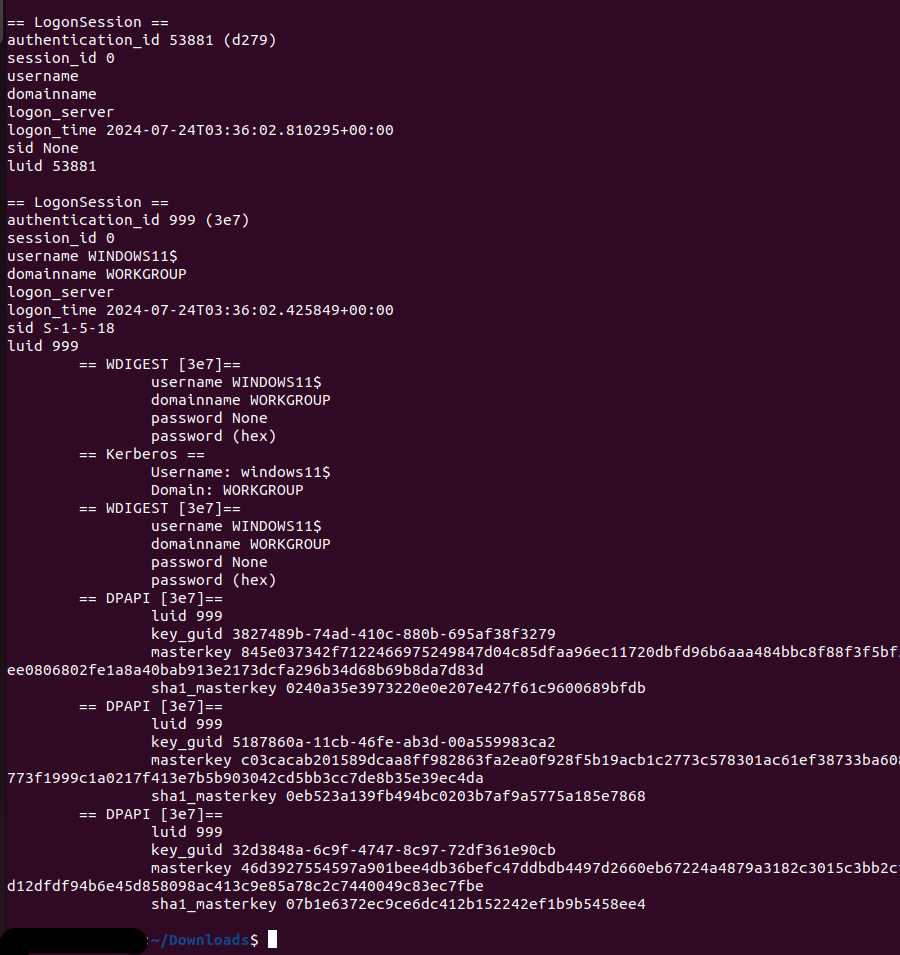 == LogonSession ==
authentication_id 53881 (d279)
session_id 0
username
domainname
logon_server
logon_time 2024-07-24T03:36:02.810295+00:00
sid None
luid 53881
== LogonSession ==
authentication_id 999 (3e7)
session_id 0
username WINDOWS11$
domainname WORKGROUP
logon_server
logon_time 2024-07-24T03:36:02.425849+00:00
sid S-1-5-18
luid 999
== WDIGEST [3e7]==
username WINDOWS11$
domainname WORKGROUP
password None
password (hex)
== Kerberos ==
Username: windows11$
Domain: WORKGROUP
== WDIGEST [3e7]==
username WINDOWS11$
domainname WORKGROUP
password None
password (hex)
== DPAPI [3e7]==
luid 999
key_guid 3827489b-74ad-410c-880b-695af38f3279
masterkey 845e037342f7122466975249847d04c85dfaa96ec11720dbfd96b6aaa484bbc8f88f3f5bf
ee0806802fe1a8a40bab913e2173dcfa296b34d68b69b8da7d83d
sha1_masterkey 0240a35e3973220e0e207e427f61c9600689bfdb
== DPAPI [3e7]==
luid 999
key_guid 5187860a-11cb-46fe-ab3d-00a559983ca2
masterkey c03cacab201589dcaa8ff982863fa2ea0f928f5b19acb1c2773c578301ac61ef38733ba60
773f1999c1a0217f413e7b5b903042cd5bb3cc7de8b35e39ec4da
sha1_masterkey 0eb523a139fb494bc0203b7af9a5775a185e7868
== DPAPI [3e7]==
luid 999
key_guid 32d3848a-6c9f-4747-8c97-72df361e90cb
masterkey 46d3927554597a901bee4db36befc47ddbdb4497d2660eb67224a4879a3182c3015c3bb2c
d12dfdf94b6e45d858098ac413c9e85a78c2c7440049c83ec7fbe
sha1_masterkey 07b1e6372ec9ce6dc412b152242ef1b9b5458ee4
:~/Downloads$